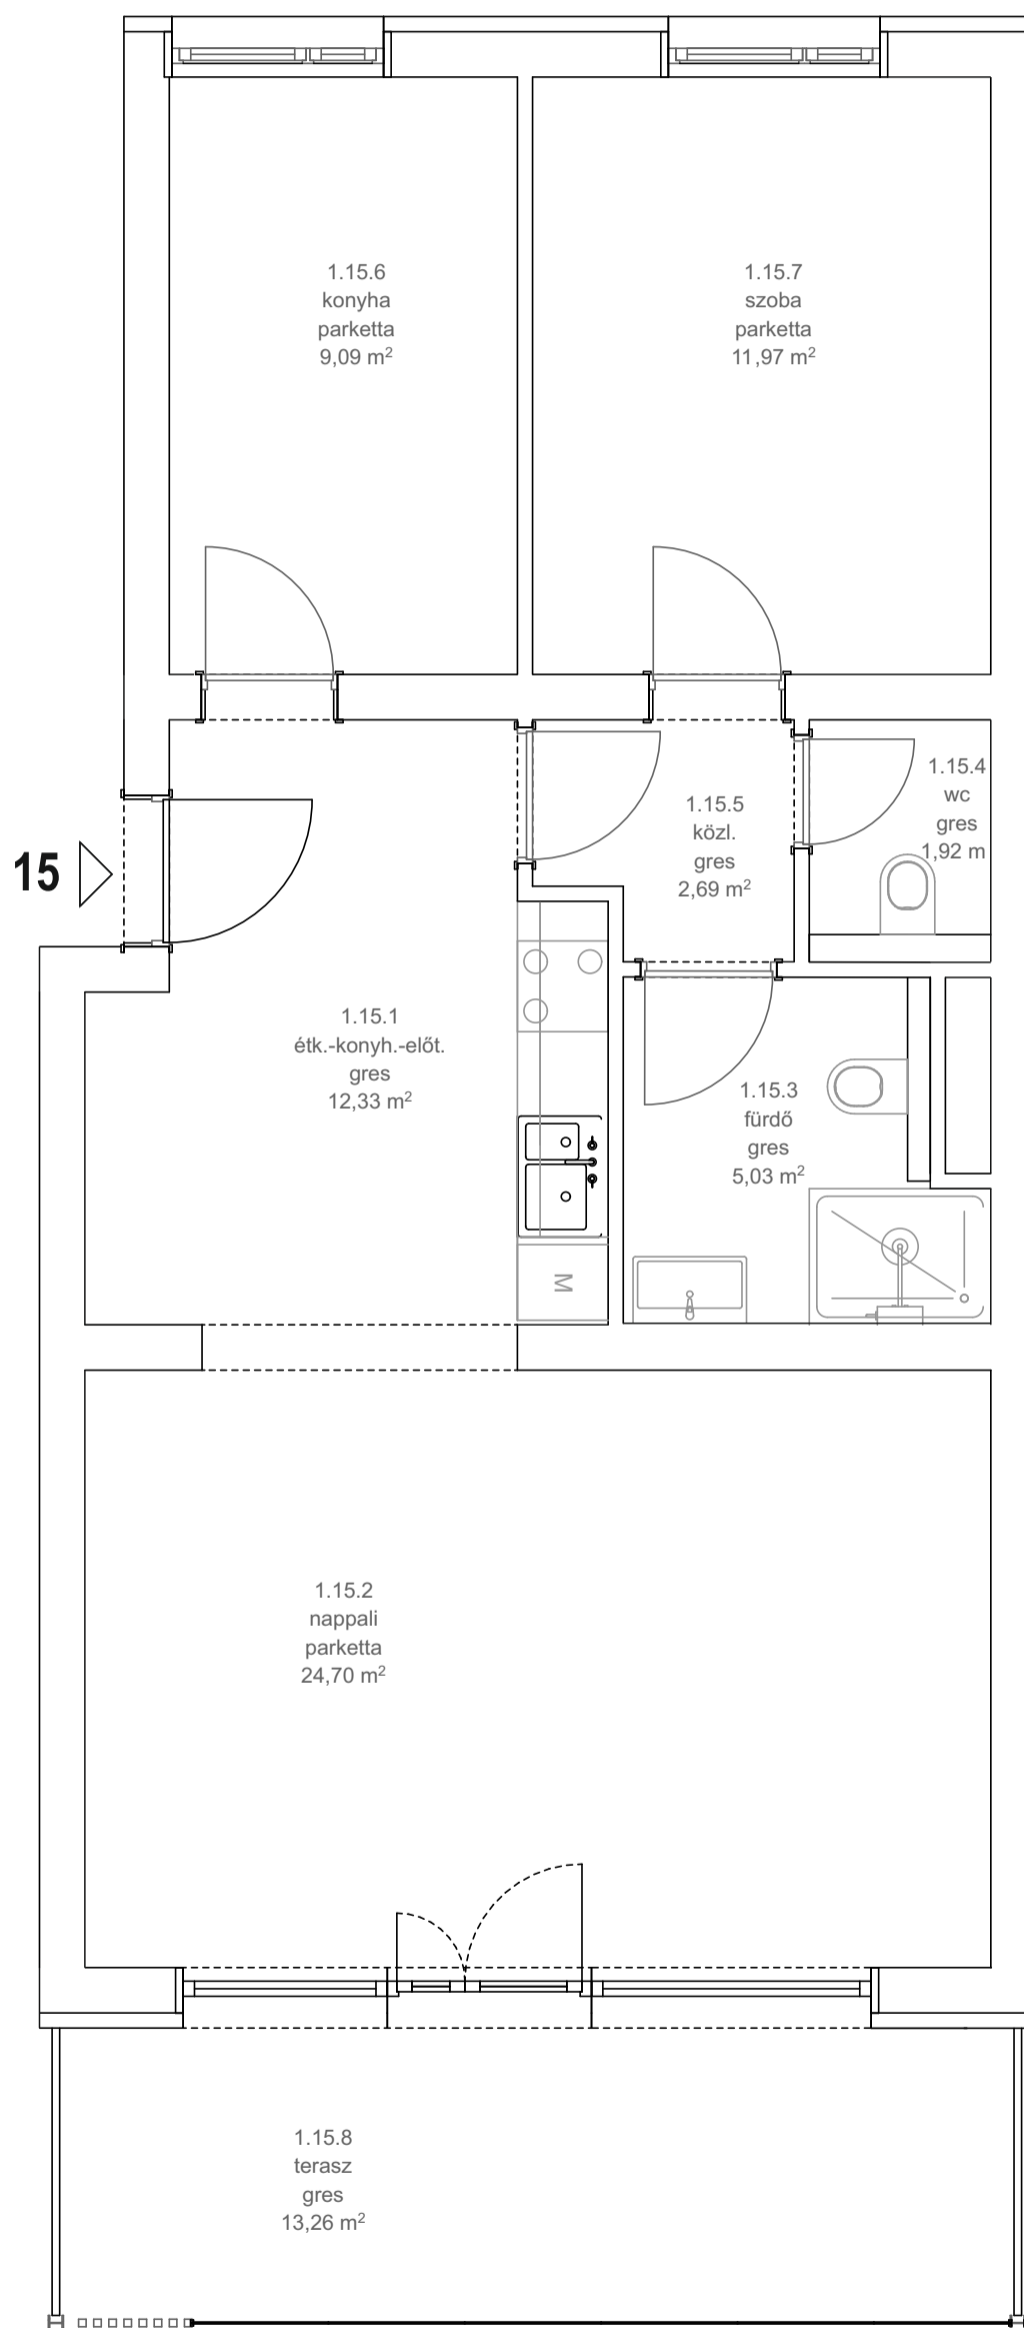 1.15.6
konyha
parketta
9,09 m²
1.15.7
szoba
parketta
11,97 m²
1.15.4
wc
gres
1,92 m
1.15.5
közl.
gres
2,69 m²
15
1.15.1
étk.-konyh.-előt.
gres
12,33 m²
1.15.3
fürdő
gres
5,03 m²
M
1.15.2
nappali
parketta
24,70 m²
1.15.8
terasz
gres
13,26 m²